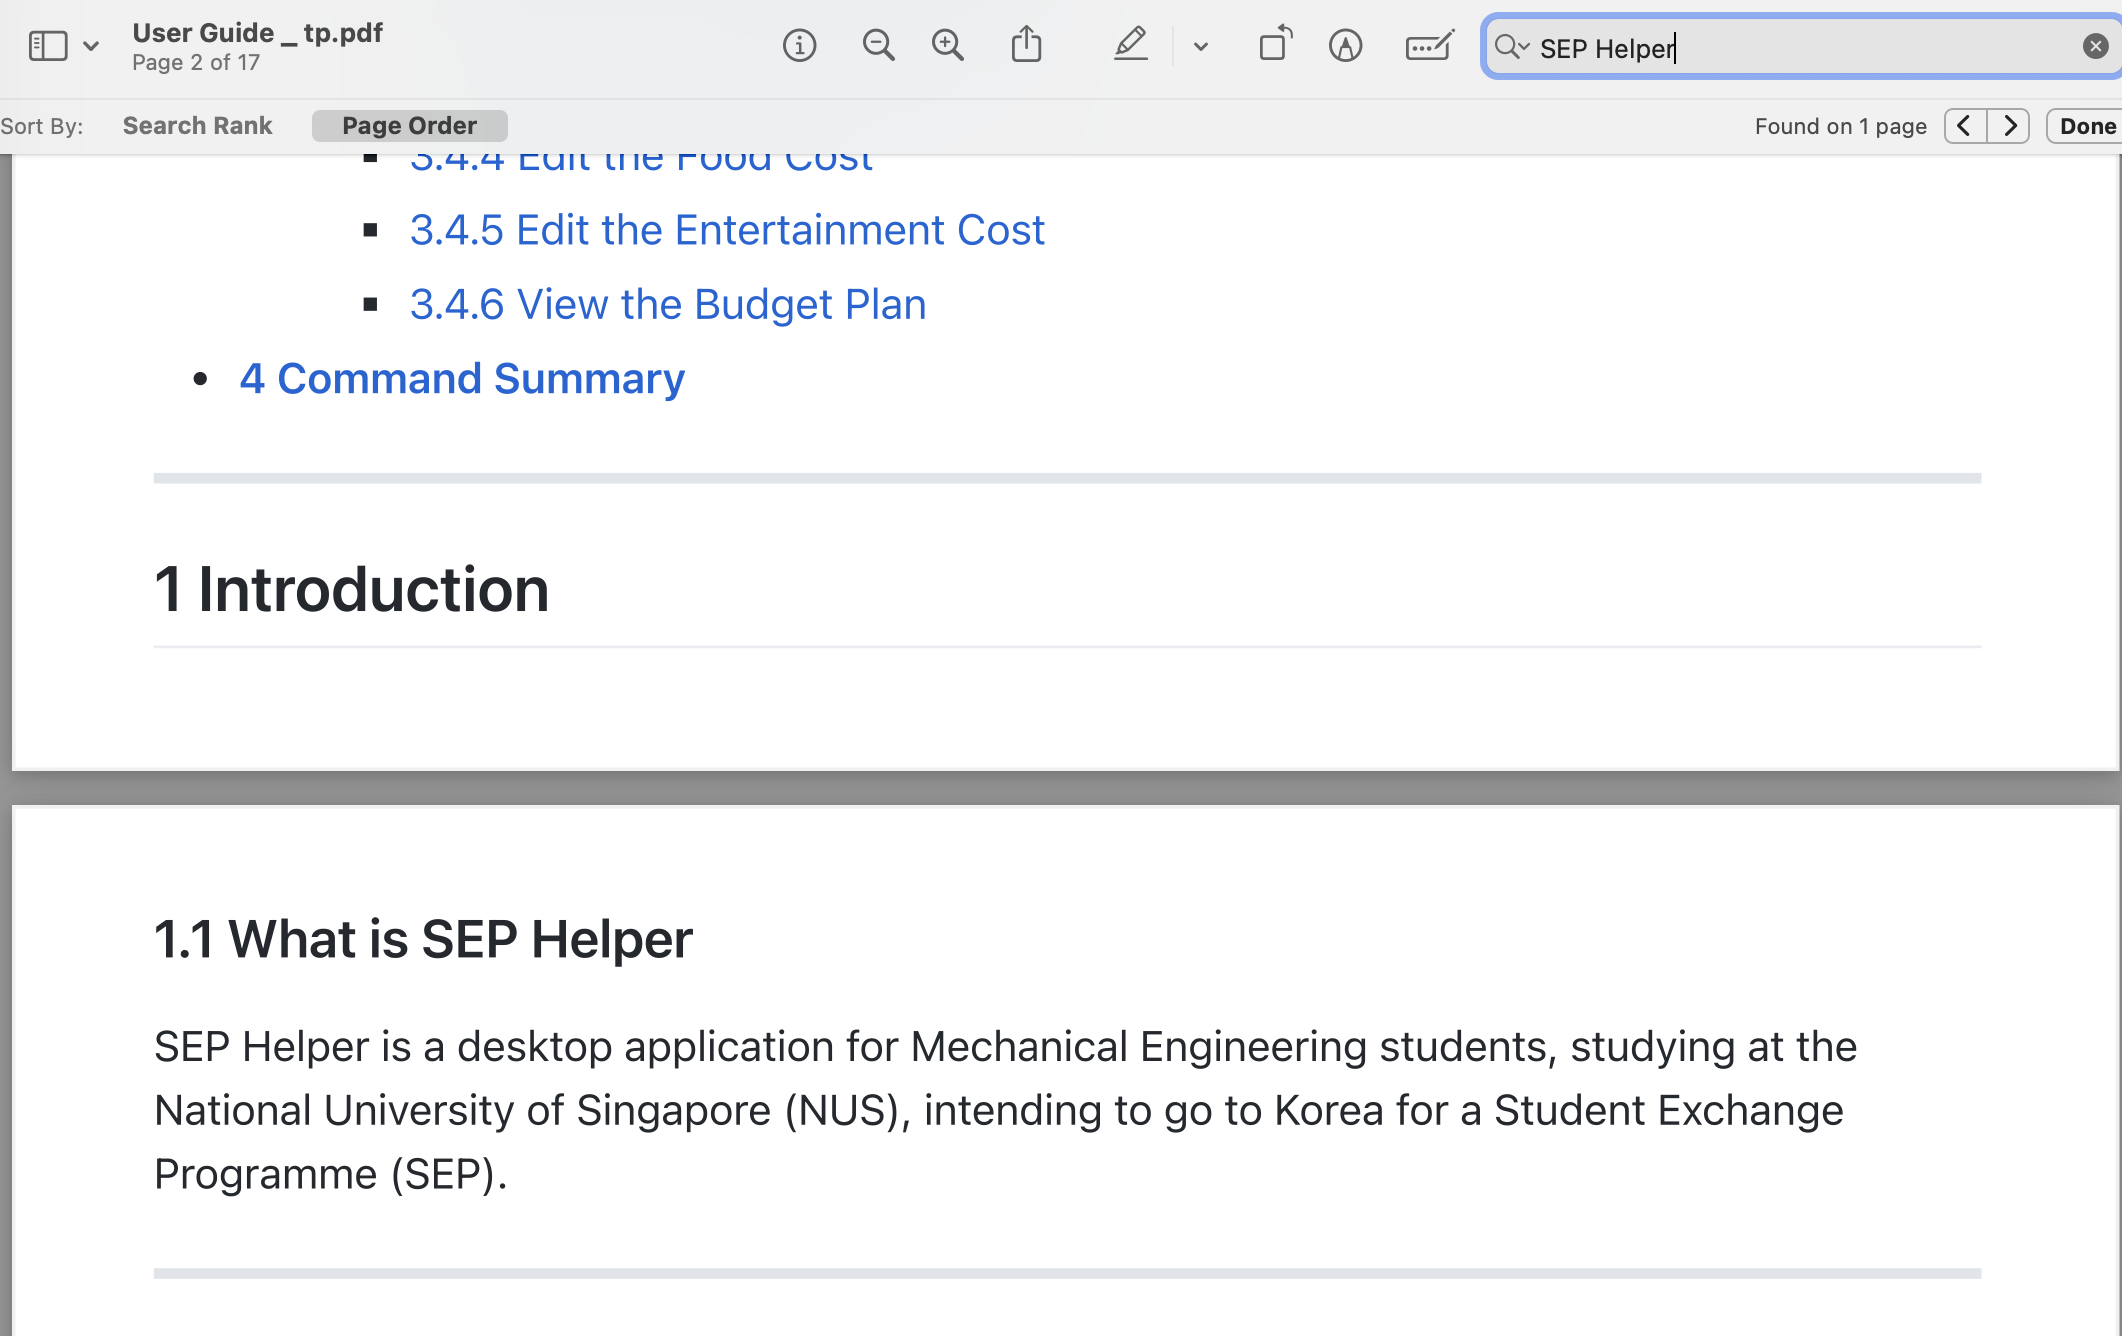 User Guide _ tp.pdf
Page 2 of 17
SEP Helper
Sort By: Search Rank Page Order Found on 1 page Done
3.4.4 Edit the Food Cost
3.4.5 Edit the Entertainment Cost
3.4.6 View the Budget Plan
4 Command Summary
1 Introduction
1.1 What is SEP Helper
SEP Helper is a desktop application for Mechanical Engineering students, studying at the
National University of Singapore (NUS), intending to go to Korea for a Student Exchange
Programme (SEP).